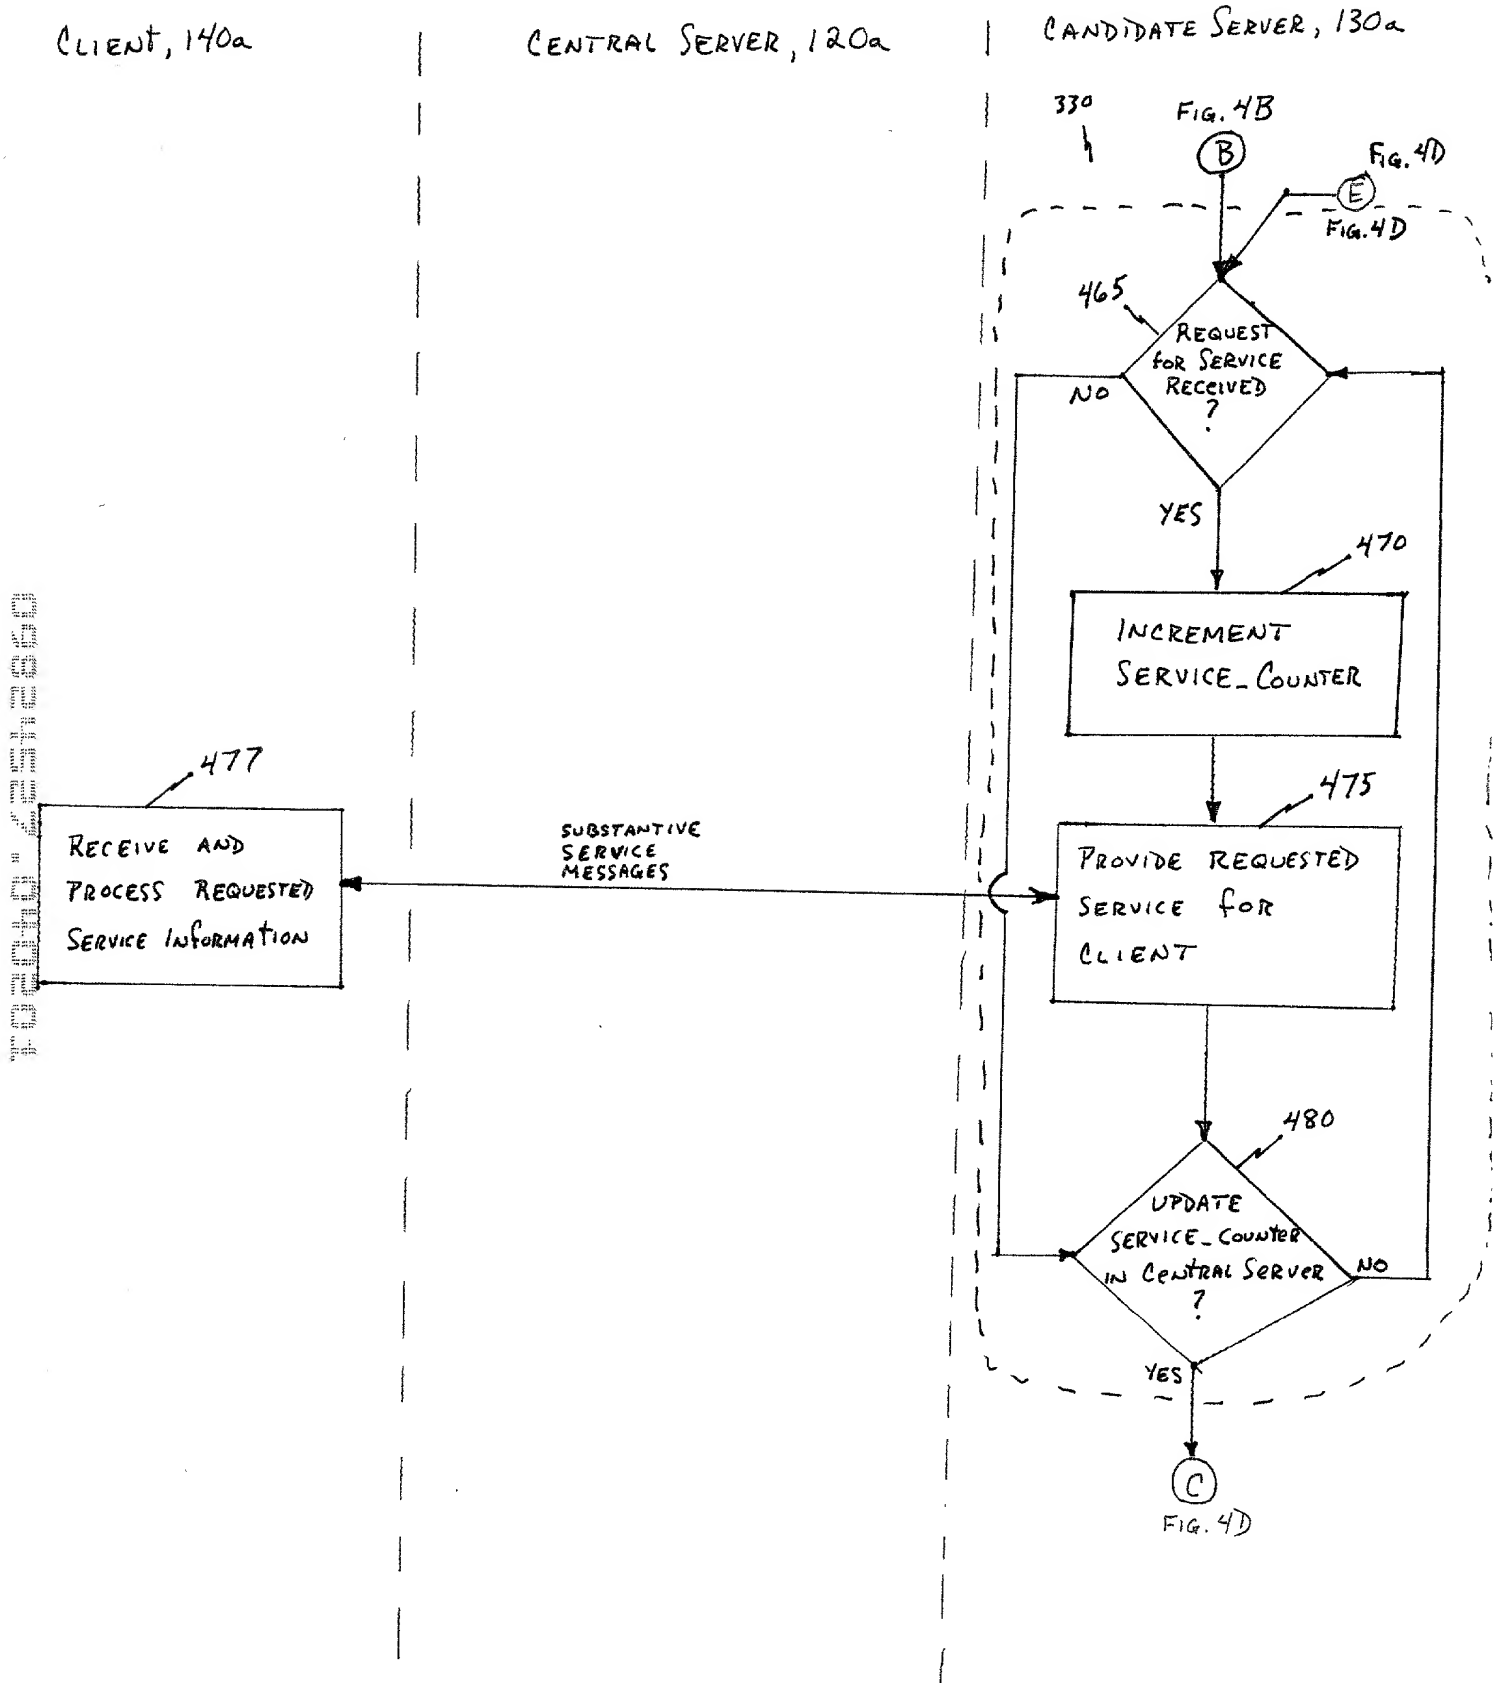 CLIENT, 140a
CENTRAL SERVER, 120a
CANDIDATE SERVER, 130a
330
FIG. 4B
B
FIG. 4D
E
FIG. 4D
465
REQUEST
FOR SERVICE
RECEIVED
?
NO
YES
470
INCREMENT
SERVICE_COUNTER
477
RECEIVE AND
PROCESS REQUESTED
SERVICE INFORMATION
SUBSTANTIVE
SERVICE
MESSAGES
475
PROVIDE REQUESTED
SERVICE FOR
CLIENT
480
UPDATE
SERVICE_COUNTER
IN CENTRAL SERVER
?
NO
YES
C
FIG. 4D